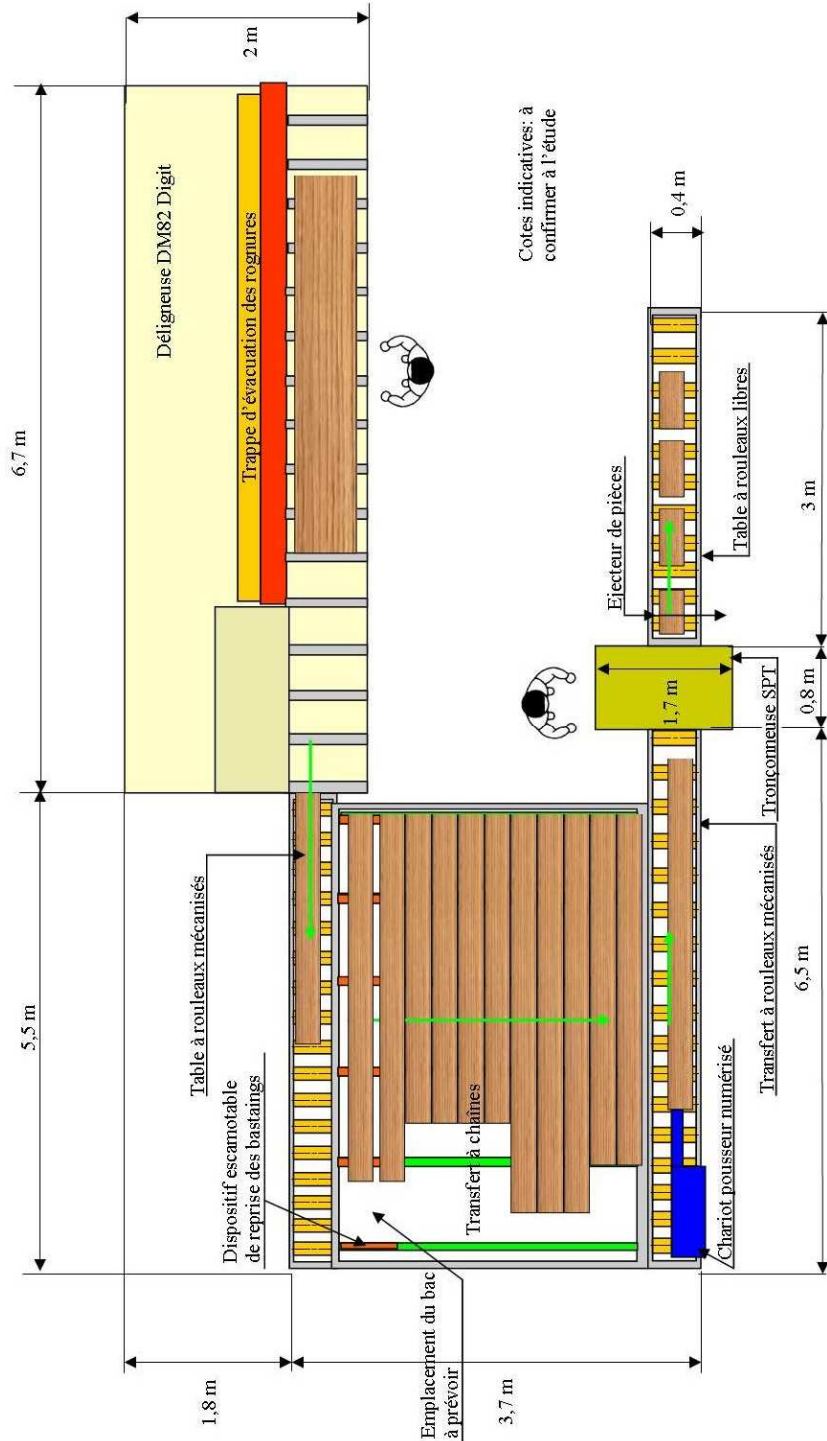 2 m
6,7 m
Déligneuse DM82 Digit
Trappe d’évacuation des rognures
Cotes indicatives: à
confirmer à l’étude
0,4 m
Ejecteur de pièces
Table à rouleaux libres
3 m
1,7 m
Tronçonneuse SPT
0,8 m
5,5 m
Table à rouleaux mécanisés
Dispositif escamotable
de reprise des bastaings
Transfert à chaînes
Transfert à rouleaux mécanisés
6,5 m
Chariot pousseur numérisé
1,8 m
Emplacement du bac
à prévoir
3,7 m